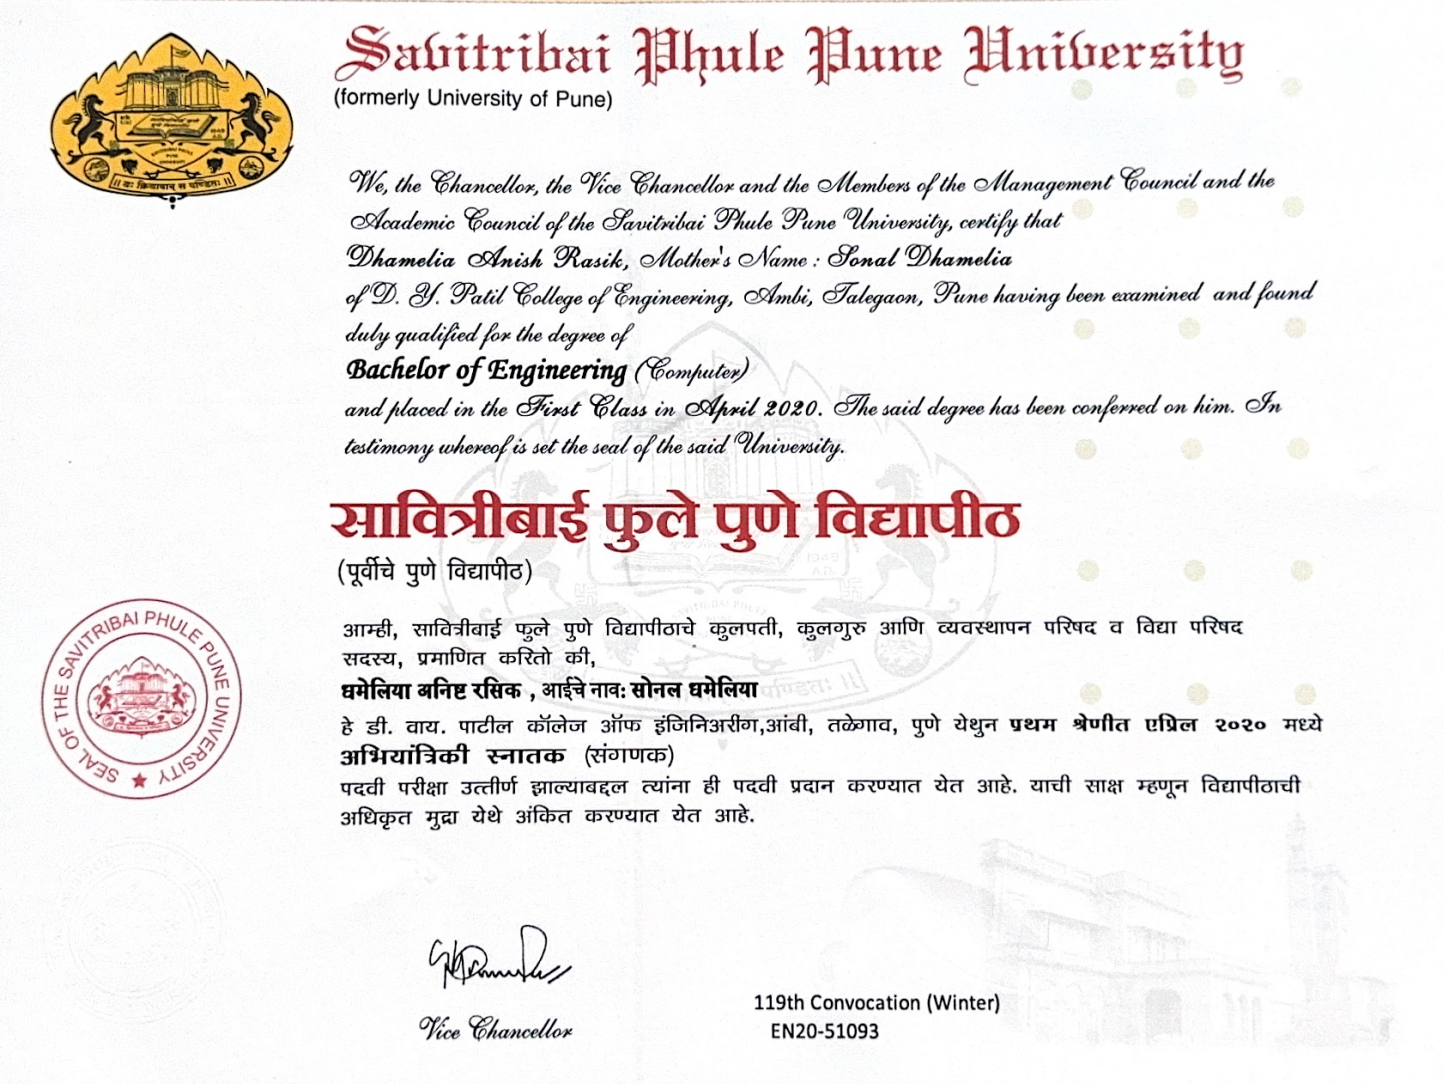 Savitribai Phule Pune University
(formerly University of Pune)
We, the Chancellor, the Vice Chancellor and the Members of the Management Council and the
Academic Council of the Savitribai Phule Pune University, certify that
Dhamelia Anish Rasik, Mother's Name : Sonal Dhamelia
of D. Y. Patil College of Engineering, Ambi, Talegaon, Pune having been examined and found
duly qualified for the degree of
Bachelor of Engineering (Computer)
and placed in the First Class in April 2020. The said degree has been conferred on him. In
testimony whereof is set the seal of the said University.
सावित्रीबाई फुले पुणे विद्यापीठ
(पूर्वीचे पुणे विद्यापीठ)
आम्ही, सावित्रीबाई फुले पुणे विद्यापीठाचे कुलपती, कुलगुरु आणि व्यवस्थापन परिषद व विद्या परिषद
सदस्य, प्रमाणित करितो की,
धमेलिया अनिष्ट रसिक , आईचे नाव: सोनल धमेलिया
हे डी. वाय. पाटील कॉलेज ऑफ इंजिनिअरींग,आंबी, तळेगाव, पुणे येथुन प्रथम श्रेणीत एप्रिल २०२० मध्ये
अभियांत्रिकी स्नातक (संगणक)
पदवी परीक्षा उत्तीर्ण झाल्याबद्दल त्यांना ही पदवी प्रदान करण्यात येत आहे. याची साक्ष म्हणून विद्यापीठाची
अधिकृत मुद्रा येथे अंकित करण्यात येत आहे.
SEAL OF THE SAVITRIBAI PHULE PUNE UNIVERSITY
Vice Chancellor
119th Convocation (Winter)
EN20-51093